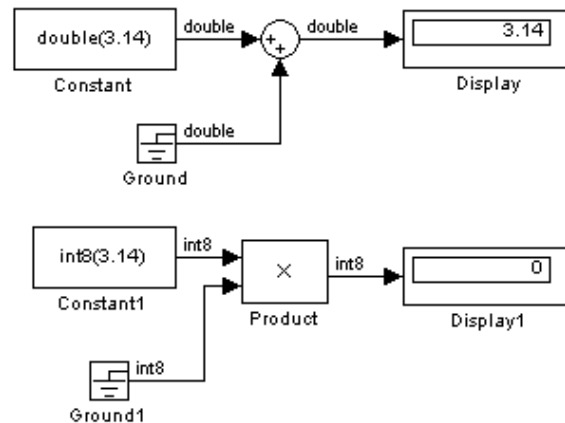 double(3.14)
double
+
+
double
3.14
Constant
Display
double
Ground
int8(3.14)
int8
×
int8
0
Constant1
Product
Display1
int8
Ground1